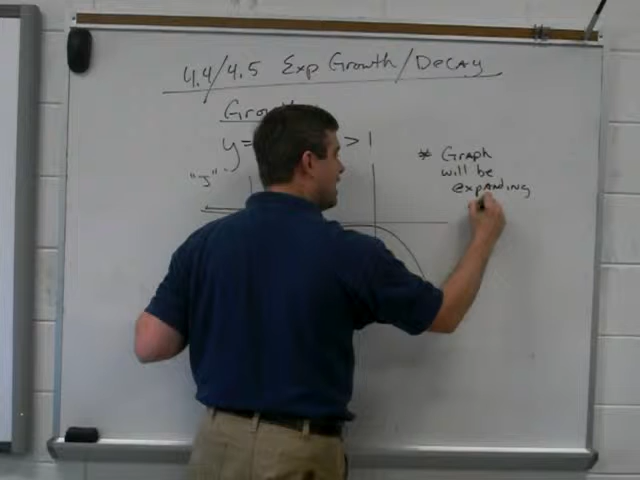 4.4/4.5 Exp Growth/Decay
y=
> 1
* Graph
will be
expanding
"J"